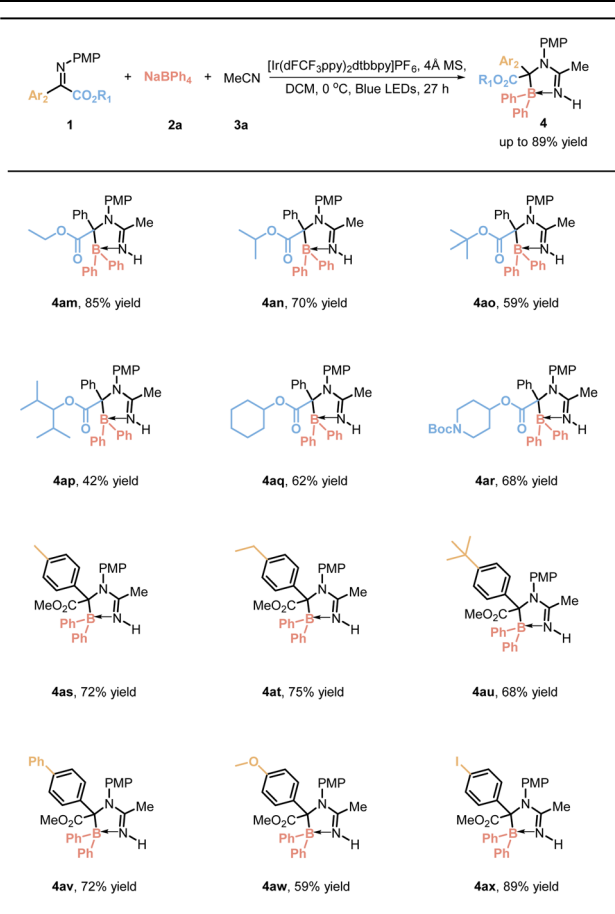 N PMP
Ar2 CO2R1
+ NaBPh4 + MeCN
[Ir(dFCF3ppy)2dtbbpy]PF6, 4Å MS,
DCM, 0 °C, Blue LEDs, 27 h
PMP
Ar2 N Me
R1O2C
Ph B N H
Ph
1 2a 3a 4
up to 89% yield
PMP
Ph N Me
O
O B N H
Ph Ph
4am, 85% yield
PMP
Ph N Me
O
O B N H
Ph Ph
4an, 70% yield
PMP
Ph N Me
O
O B N H
Ph Ph
4ao, 59% yield
PMP
Ph N Me
O
O B N H
Ph Ph
4ap, 42% yield
PMP
Ph N Me
O
O B N H
Ph Ph
4aq, 62% yield
PMP
Ph N Me
O
BocN O B N H
Ph Ph
4ar, 68% yield
PMP
N Me
MeO2C
Ph B N H
Ph
4as, 72% yield
PMP
N Me
MeO2C
Ph B N H
Ph
4at, 75% yield
PMP
N Me
MeO2C
Ph B N H
Ph
4au, 68% yield
Ph
PMP
N Me
MeO2C
Ph B N H
Ph
4av, 72% yield
O
PMP
N Me
MeO2C
Ph B N H
Ph
4aw, 59% yield
I
PMP
N Me
MeO2C
Ph B N H
Ph
4ax, 89% yield